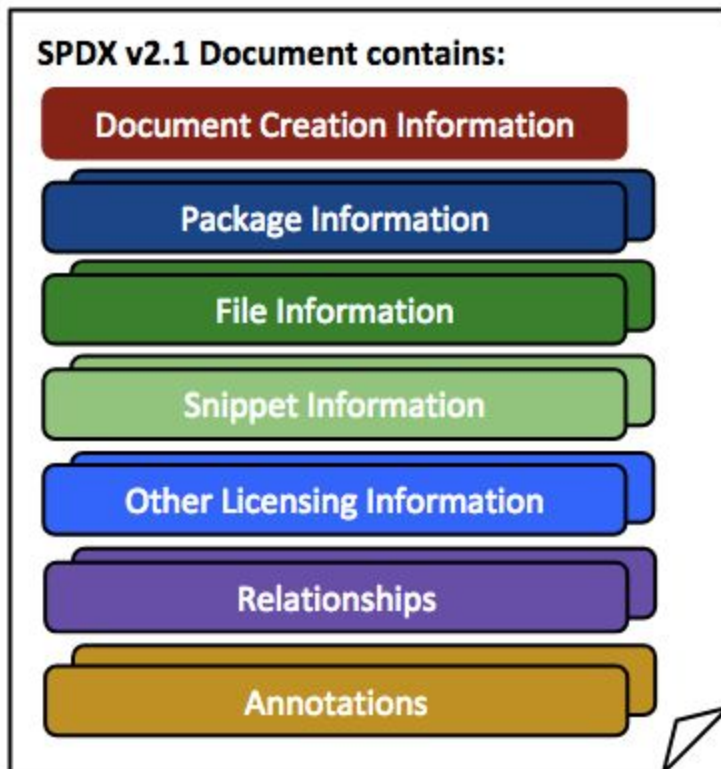 SPDX v2.1 Document contains:
Document Creation Information
Package Information
File Information
Snippet Information
Other Licensing Information
Relationships
Annotations